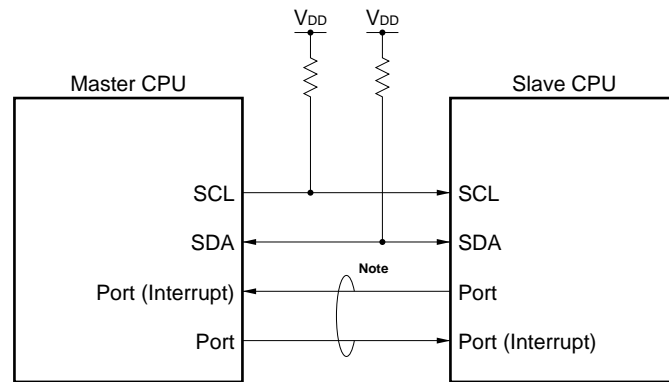 VDD VDD
Master CPU Slave CPU
SCL SCL
SDA SDA
Note
Port (Interrupt) Port
Port Port (Interrupt)